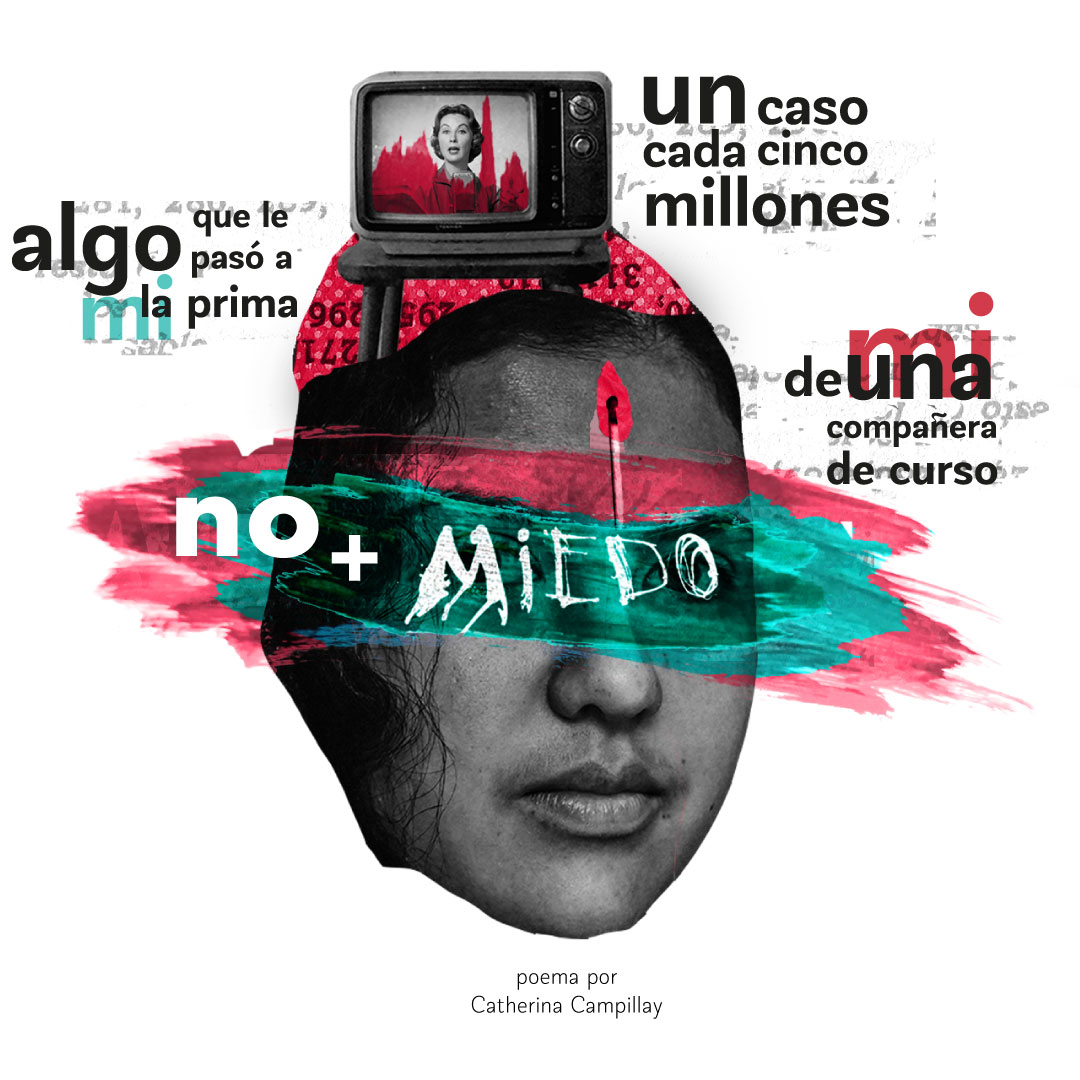 un caso
cada cinco
millones
algo que le
pasó a
mi la prima
mi
de una
compañera
de curso
no + MiEDO
poema por
Catherina Campillay